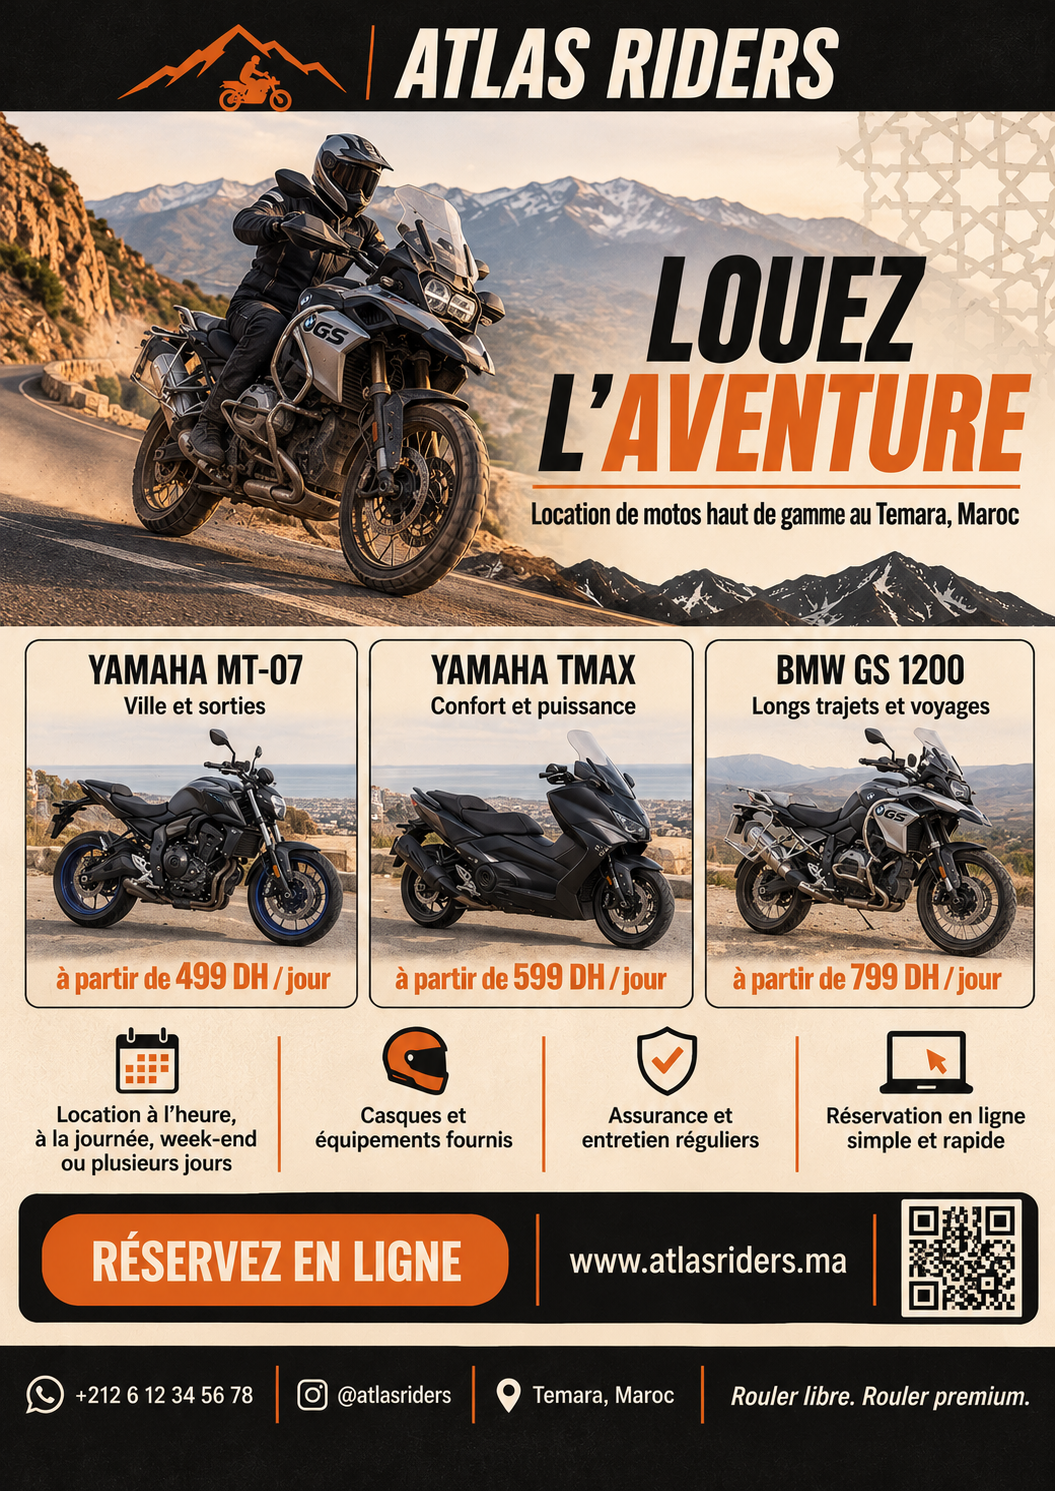 ATLAS RIDERS
LOUEZ
L'AVENTURE
Location de motos haut de gamme au Temara, Maroc
GS
YAMAHA MT-07
Ville et sorties
à partir de 499 DH / jour
YAMAHA TMAX
Confort et puissance
à partir de 599 DH / jour
BMW GS 1200
Longs trajets et voyages
GS
à partir de 799 DH / jour
Location à l'heure,
à la journée, week-end
ou plusieurs jours
Casques et
équipements fournis
Assurance et
entretien réguliers
Réservation en ligne
simple et rapide
RÉSERVEZ EN LIGNE
www.atlasriders.ma
+212 6 12 34 56 78
@atlasriders
Temara, Maroc
Rouler libre. Rouler premium.